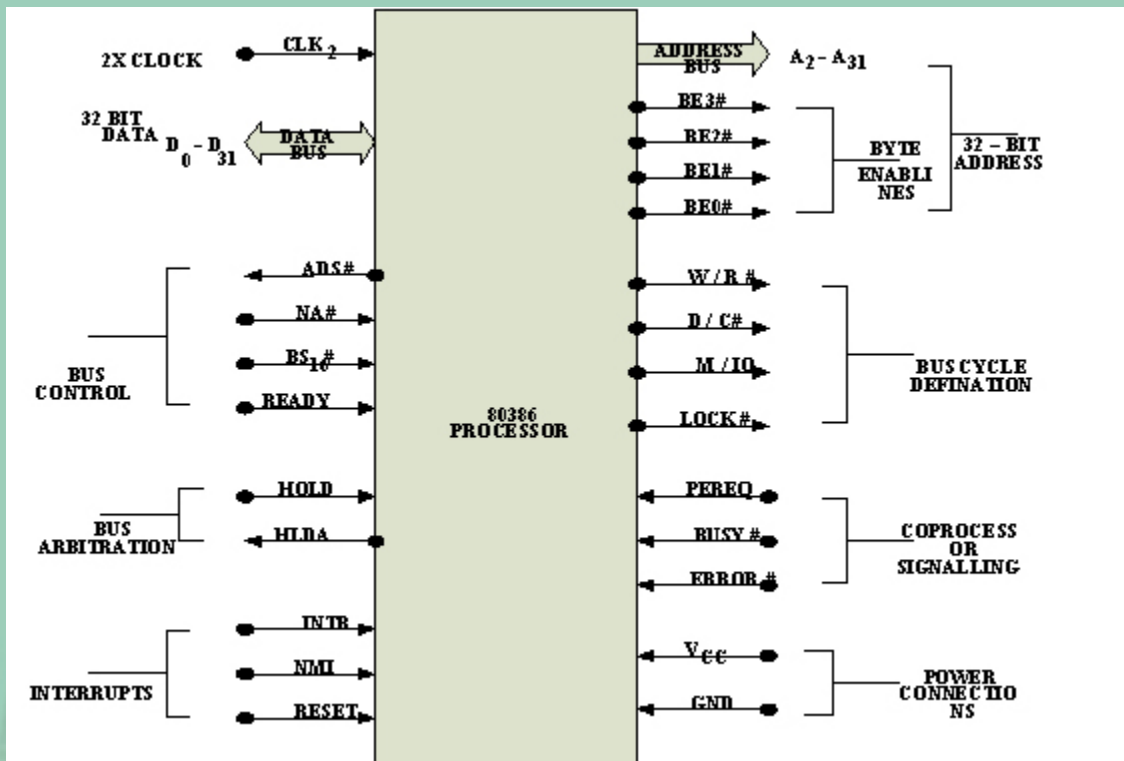 2X CLOCK
CLK2
32 BIT
DATA
D0 - D31
DATA
BUS
ADS#
NA#
BS16#
READY
BUS
CONTROL
HOLD
HLDA
BUS
ARBITRATION
INTR
NMI
RESET
INTERRUPTS
80386
PROCESSOR
ADDRESS
BUS
A2 - A31
BE3#
BE2#
BE1#
BE0#
BYTE
ENABLI
NES
32 - BIT
ADDRESS
W / R #
D / C#
M / IO
LOCK #
BUS CYCLE
DEFINATION
PEREQ
BUSY #
ERROR #
COPROCESS
OR
SIGNALLING
VCC
GND
POWER
CONNECTIO
NS